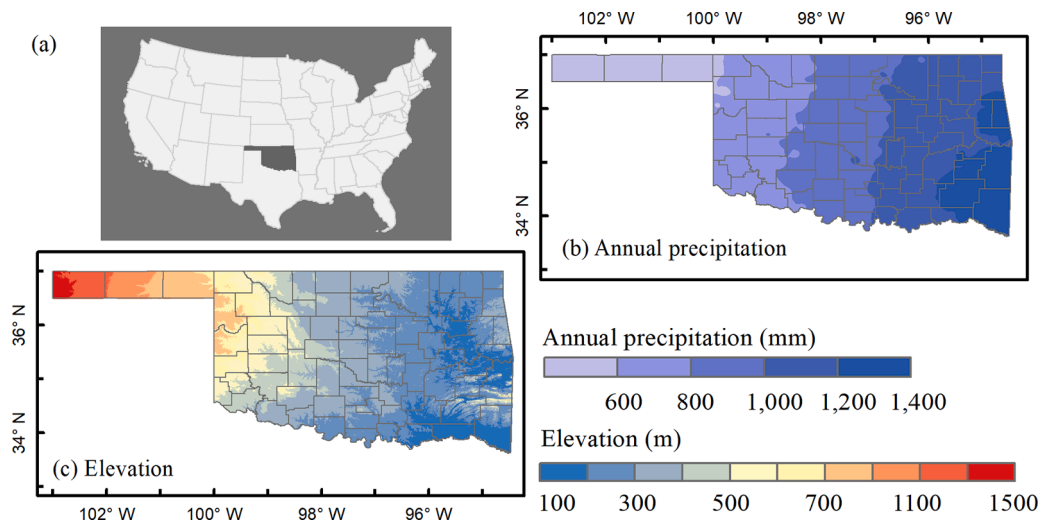 (a)
102° W 100° W 98° W 96° W
36° N
34° N
(b) Annual precipitation
36° N
34° N
(c) Elevation
102° W 100° W 98° W 96° W
Annual precipitation (mm)
600 800 1,000 1,200 1,400
Elevation (m)
100 300 500 700 1100 1500